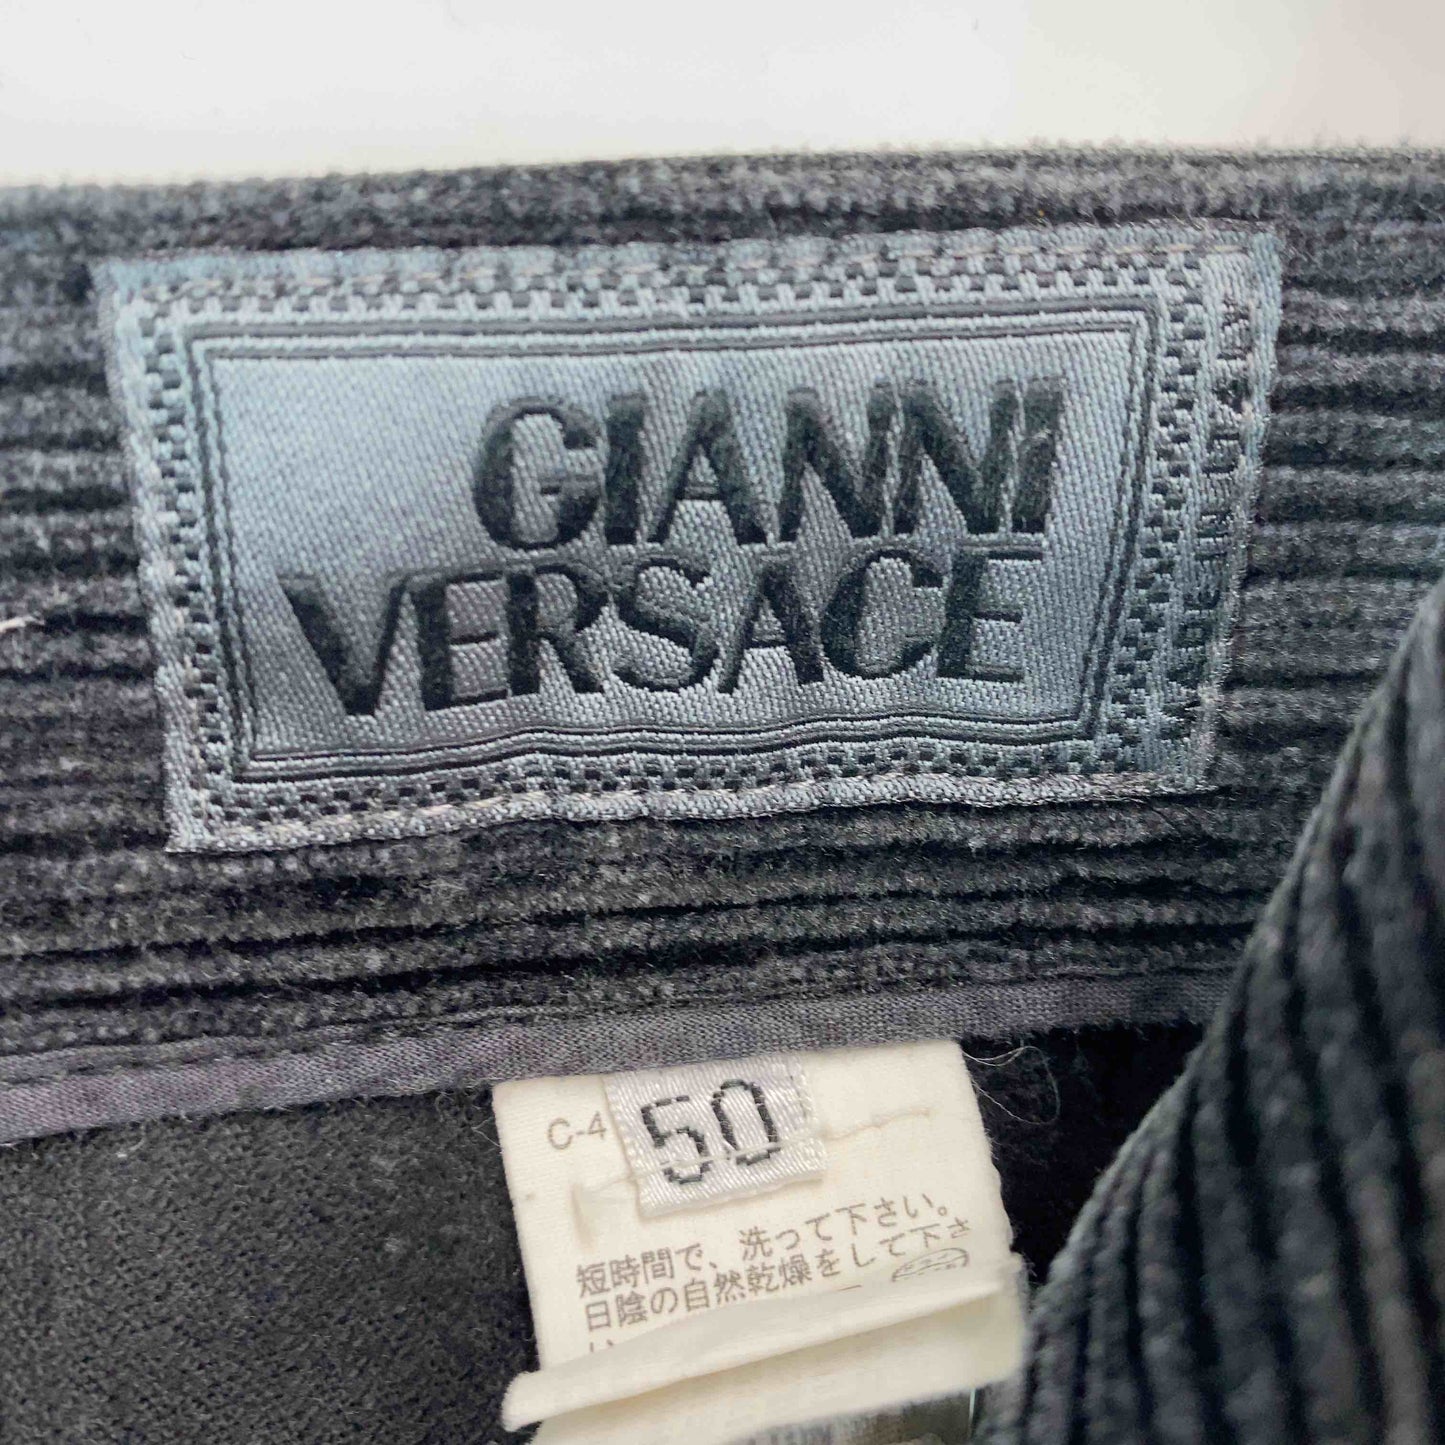 GIANNI
VERSACE
C-4
50
短時間で、洗って下さい。
日陰の自然乾燥をして下さ
い。